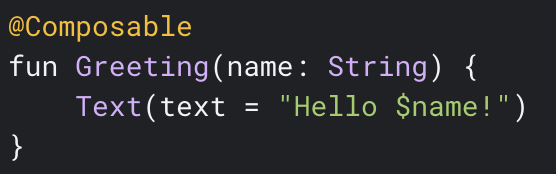 @Composable
fun Greeting(name: String) {
    Text(text = "Hello $name!")
}